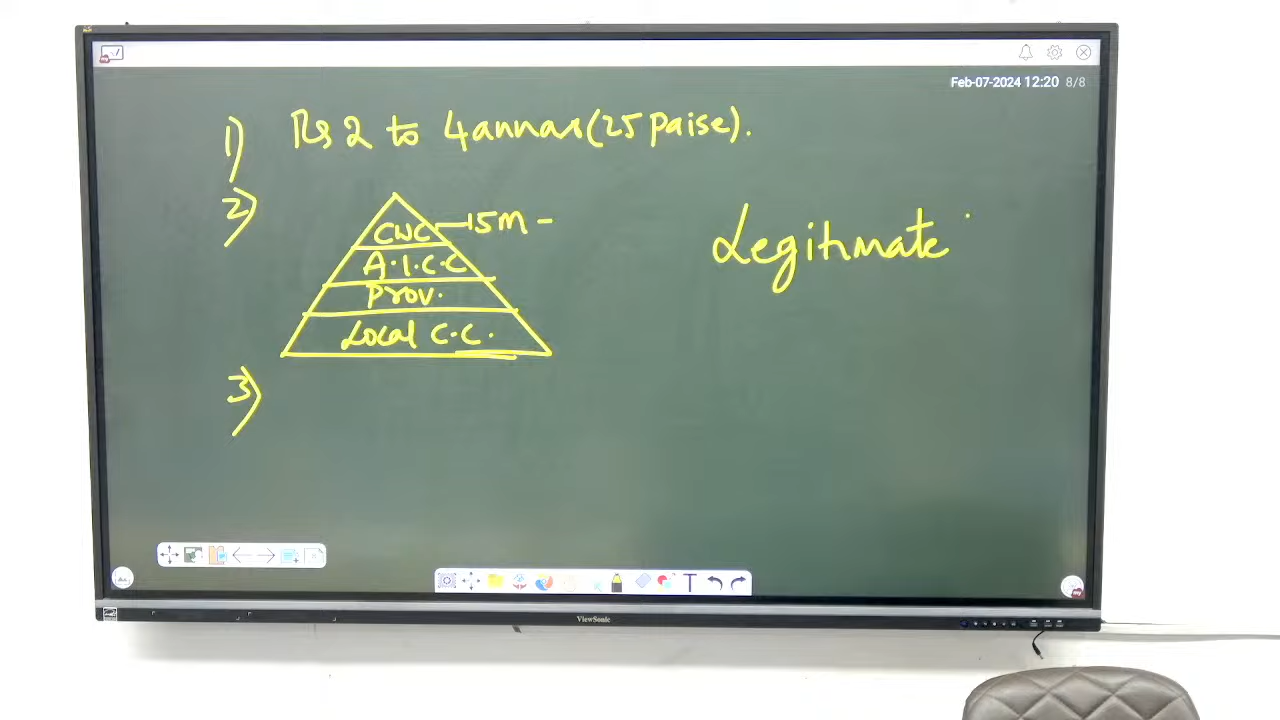 Feb-07-2024 12:20 8/8
1) Rs 2 to 4 annas (25 paise).
2)
CWC — 15M -
A.I.C.C
Prov.
Local C.C.
Legitimate
3)
T
ViewSonic